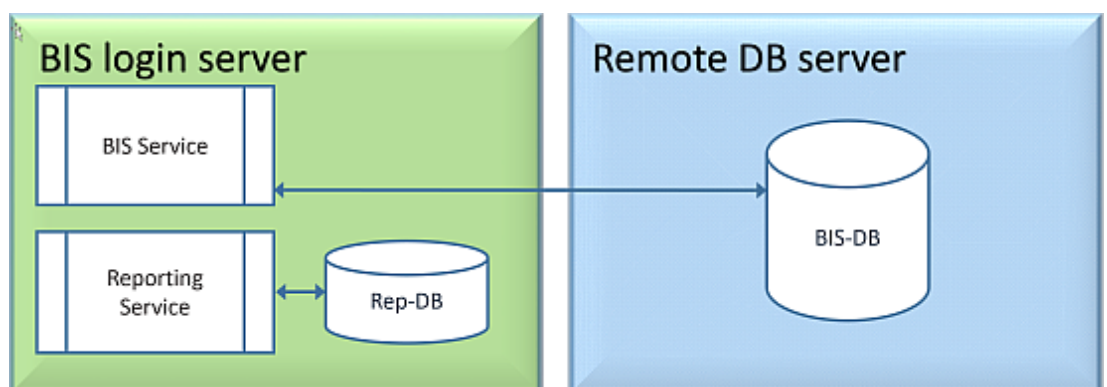 BIS login server
Remote DB server
BIS Service
BIS-DB
Reporting
Service
Rep-DB